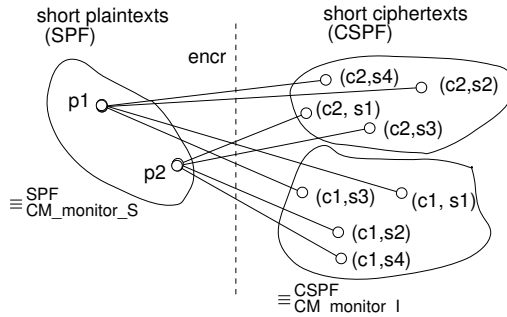 short plaintexts
(SPF)
short ciphertexts
(CSPF)
encr
p1
p2
(c2,s4)
(c2,s2)
(c2, s1)
(c2,s3)
(c1,s3)
(c1, s1)
(c1,s2)
(c1,s4)
≡ SPF
CM_monitor_S
≡ CSPF
CM_monitor_I